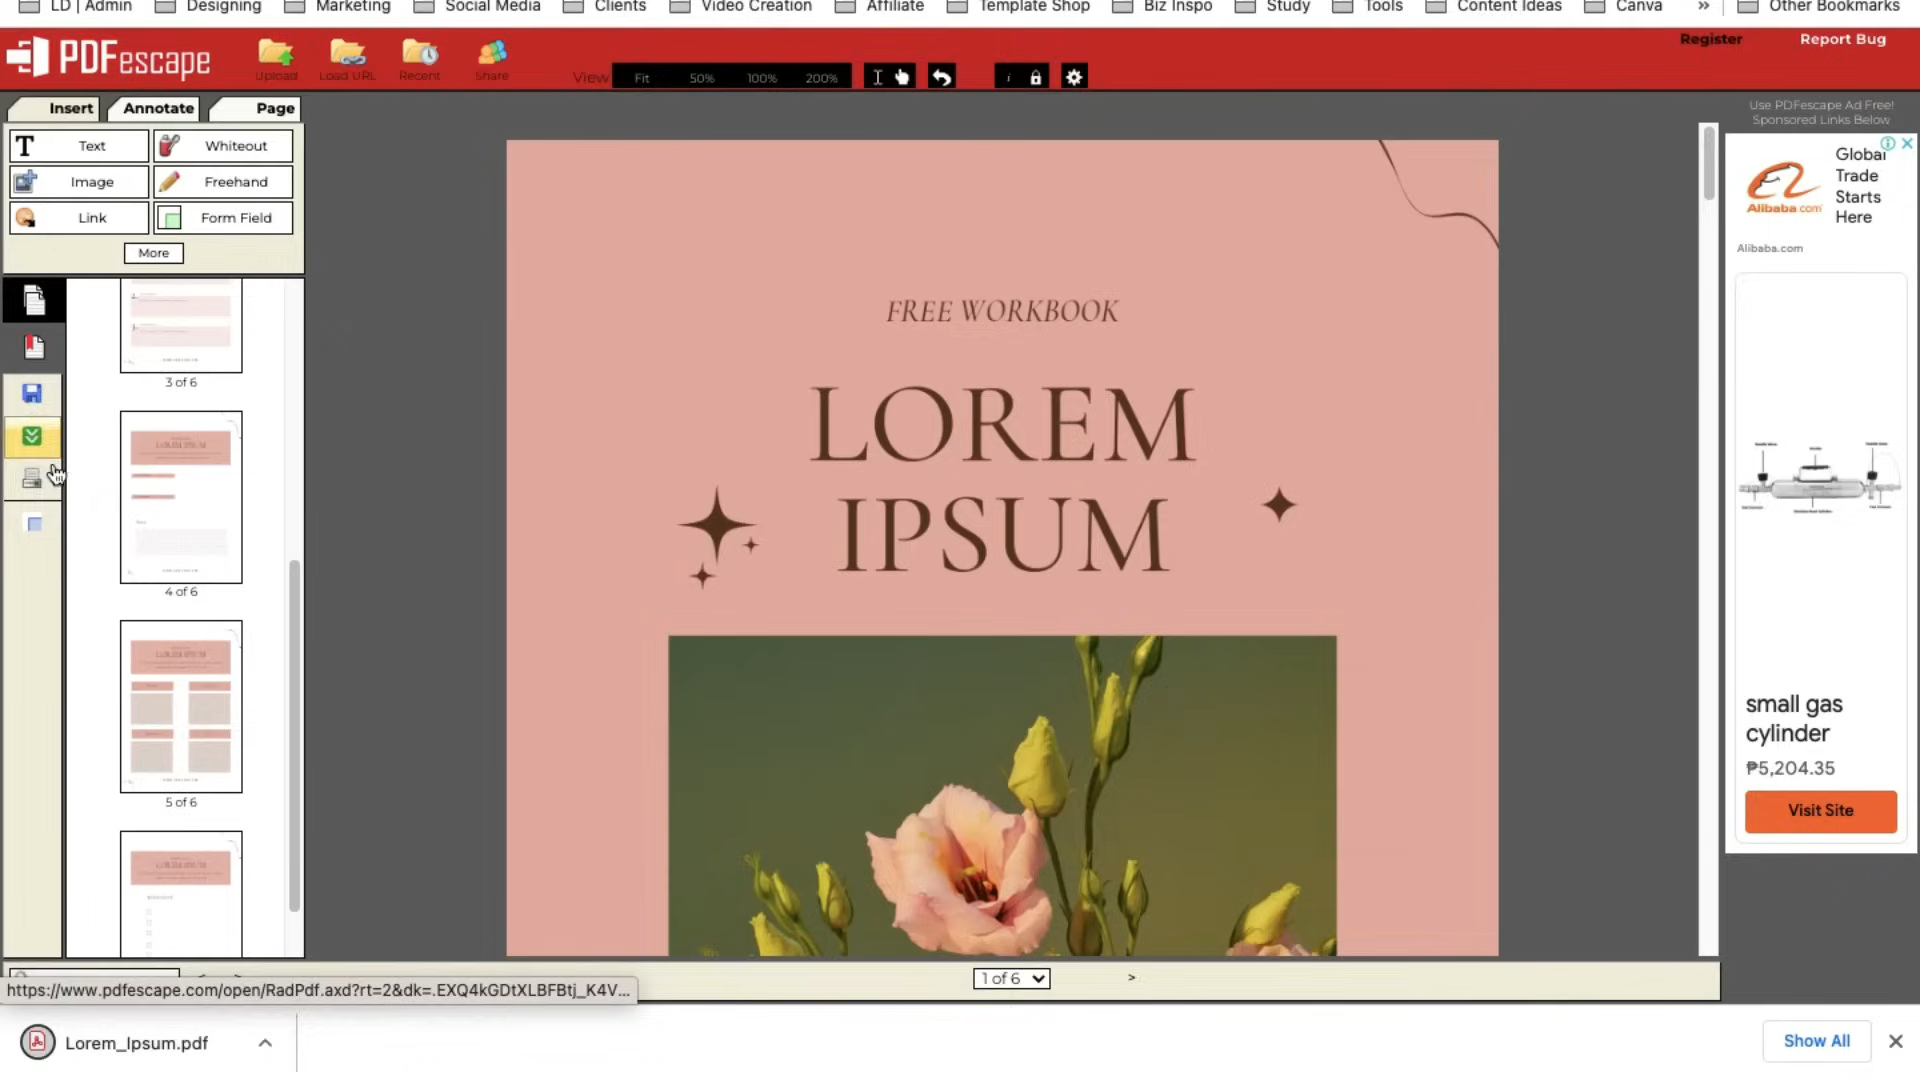 LD | Admin Designing Marketing Social Media Clients Video Creation Affiliate Template Shop Biz Inspo Study Tools Content Ideas Canva » Other Bookmarks
PDFescape
Upload Load URL Recent Share
View Fit 50% 100% 200%
Register Report Bug
Insert Annotate Page
Text Whiteout
Image Freehand
Link Form Field
More
3 of 6
4 of 6
5 of 6
FREE WORKBOOK
LOREM
IPSUM
Use PDFescape Ad Free!
Sponsored Links Below
Global
Trade
Starts
Here
Alibaba.com
Alibaba.com
small gas
cylinder
₱5,204.35
Visit Site
1 of 6 >
https://www.pdfescape.com/open/RadPdf.axd?rt=2&dk=.EXQ4kGDtXLBFBtj_K4V...
Lorem_Ipsum.pdf
Show All